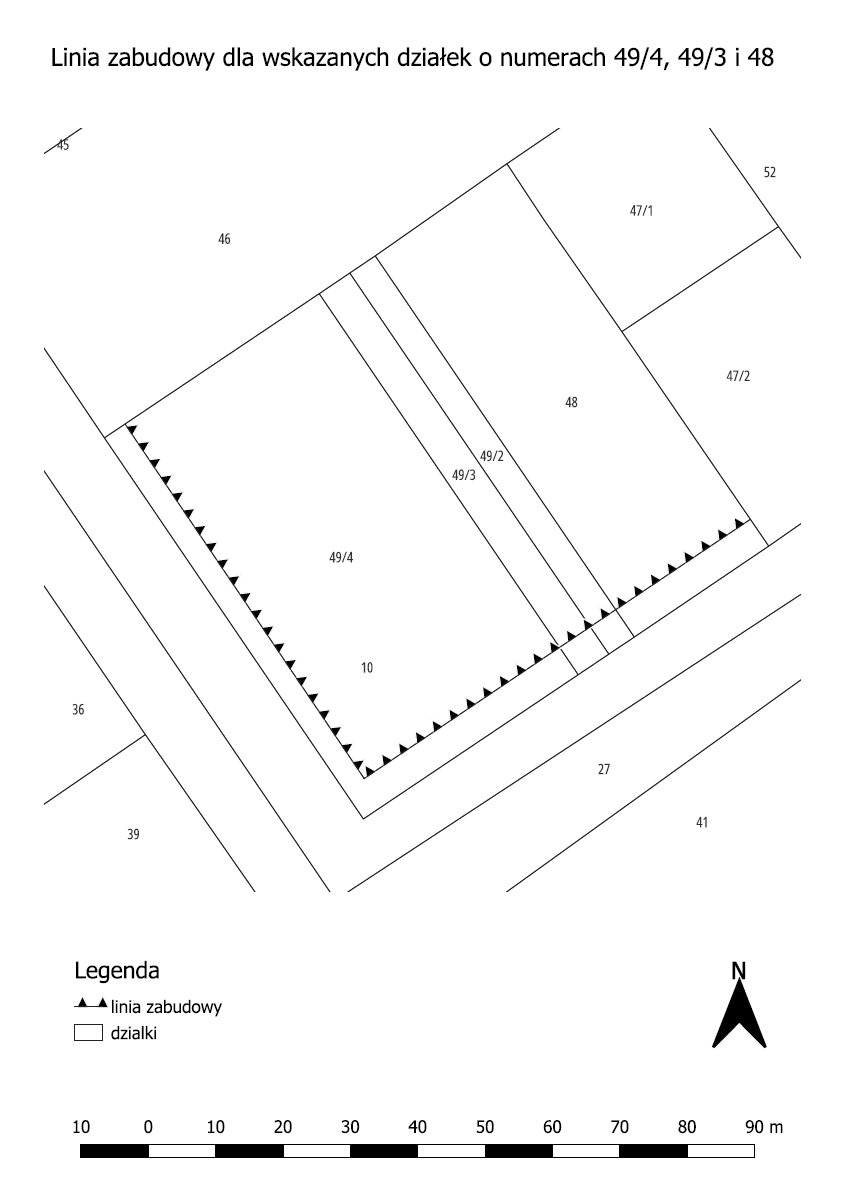 Linia zabudowy dla wskazanych działek o numerach 49/4, 49/3 i 48
45
52
47/1
46
47/2
48
49/2
49/3
49/4
10
36
27
41
39
Legenda
linia zabudowy
dzialki
N
10 0 10 20 30 40 50 60 70 80 90 m